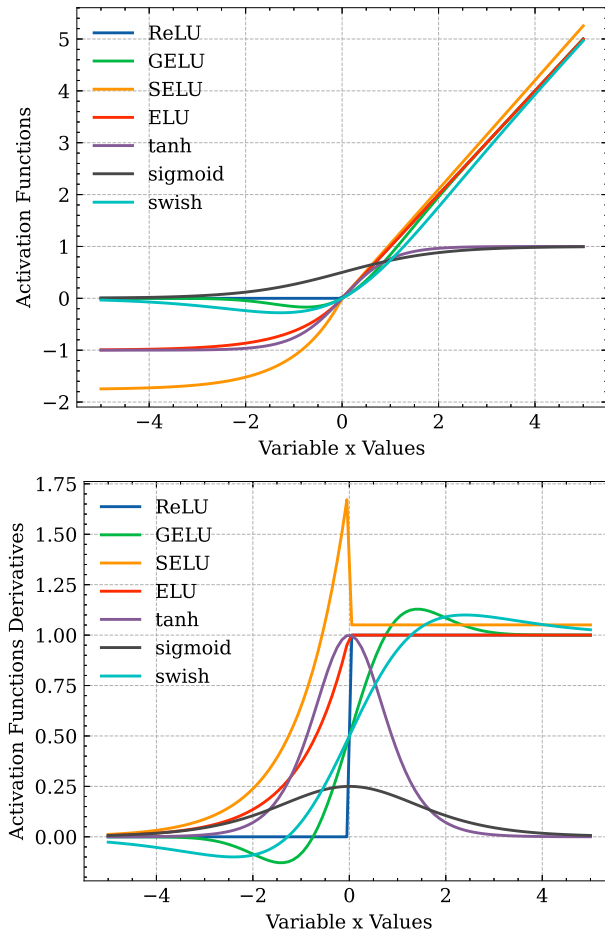 5
4
3
2
1
0
−1
−2
Activation Functions
ReLU
GELU
SELU
ELU
tanh
sigmoid
swish
−4
−2
0
2
4
Variable x Values
1.75
1.50
1.25
1.00
0.75
0.50
0.25
0.00
Activation Functions Derivatives
ReLU
GELU
SELU
ELU
tanh
sigmoid
swish
−4
−2
0
2
4
Variable x Values